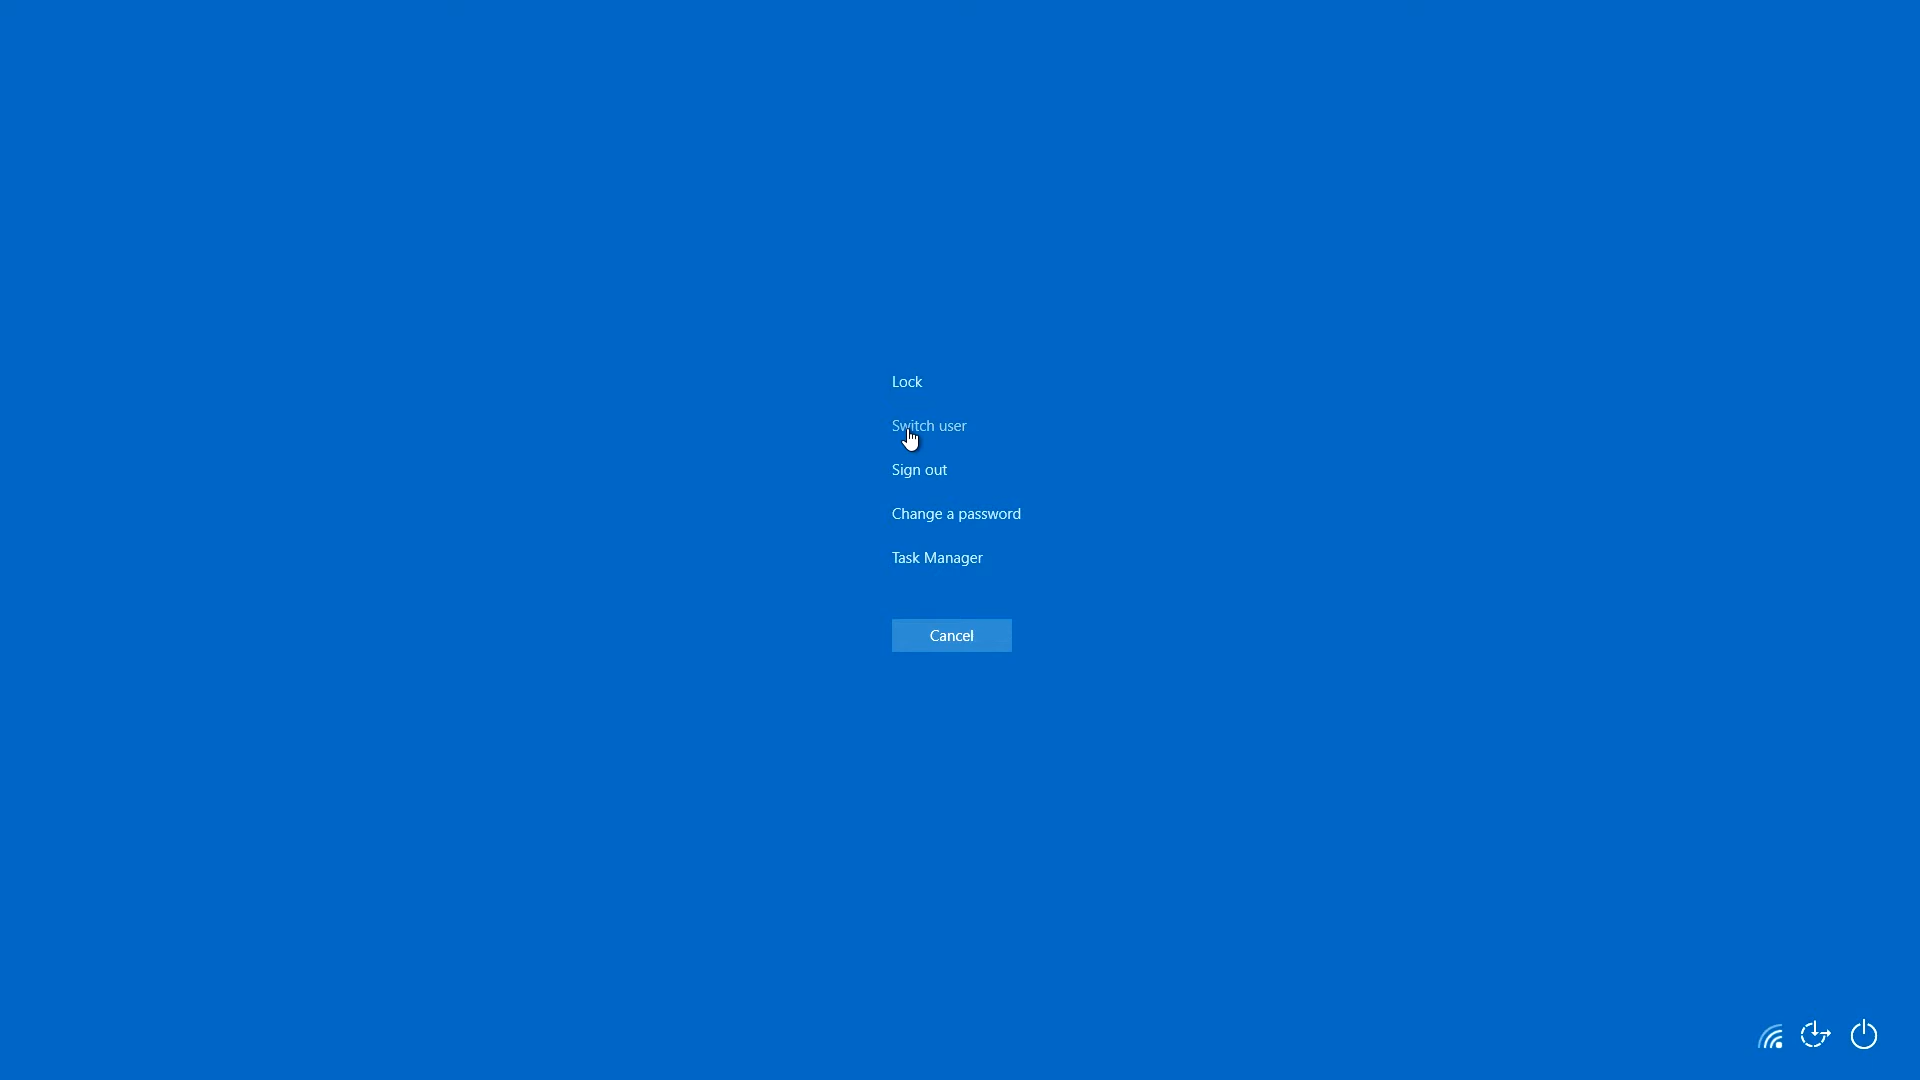 Lock
Switch user
Sign out
Change a password
Task Manager
Cancel